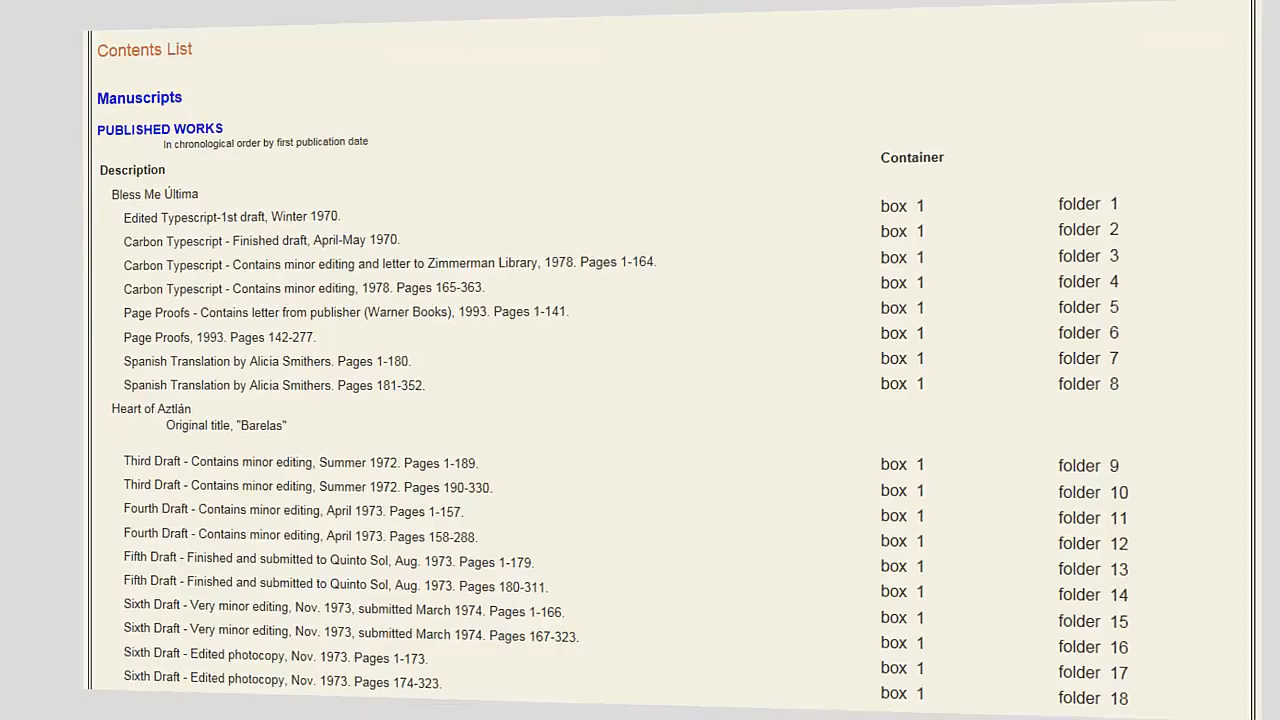 Contents List
Manuscripts
PUBLISHED WORKS
In chronological order by first publication date
Description Container
Bless Me Última
Edited Typescript-1st draft, Winter 1970. box 1 folder 1
Carbon Typescript - Finished draft, April-May 1970. box 1 folder 2
Carbon Typescript - Contains minor editing and letter to Zimmerman Library, 1978. Pages 1-164. box 1 folder 3
Carbon Typescript - Contains minor editing, 1978. Pages 165-363. box 1 folder 4
Page Proofs - Contains letter from publisher (Warner Books), 1993. Pages 1-141. box 1 folder 5
Page Proofs, 1993. Pages 142-277. box 1 folder 6
Spanish Translation by Alicia Smithers. Pages 1-180. box 1 folder 7
Spanish Translation by Alicia Smithers. Pages 181-352. box 1 folder 8
Heart of Aztlán
Original title, "Barelas"
Third Draft - Contains minor editing, Summer 1972. Pages 1-189. box 1 folder 9
Third Draft - Contains minor editing, Summer 1972. Pages 190-330. box 1 folder 10
Fourth Draft - Contains minor editing, April 1973. Pages 1-157. box 1 folder 11
Fourth Draft - Contains minor editing, April 1973. Pages 158-288. box 1 folder 12
Fifth Draft - Finished and submitted to Quinto Sol, Aug. 1973. Pages 1-179. box 1 folder 13
Fifth Draft - Finished and submitted to Quinto Sol, Aug. 1973. Pages 180-311. box 1 folder 14
Sixth Draft - Very minor editing, Nov. 1973, submitted March 1974. Pages 1-166. box 1 folder 15
Sixth Draft - Very minor editing, Nov. 1973, submitted March 1974. Pages 167-323. box 1 folder 16
Sixth Draft - Edited photocopy, Nov. 1973. Pages 1-173. box 1 folder 17
Sixth Draft - Edited photocopy, Nov. 1973. Pages 174-323. box 1 folder 18